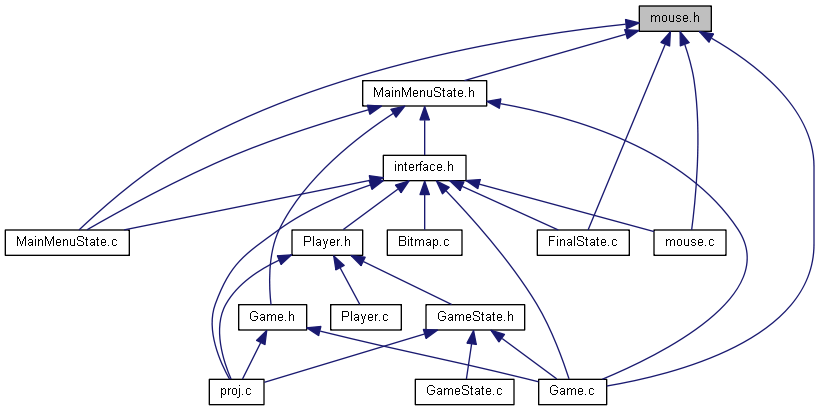 mouse.h
MainMenuState.h
interface.h
MainMenuState.c
Player.h
Bitmap.c
FinalState.c
mouse.c
Game.h
Player.c
GameState.h
proj.c
GameState.c
Game.c